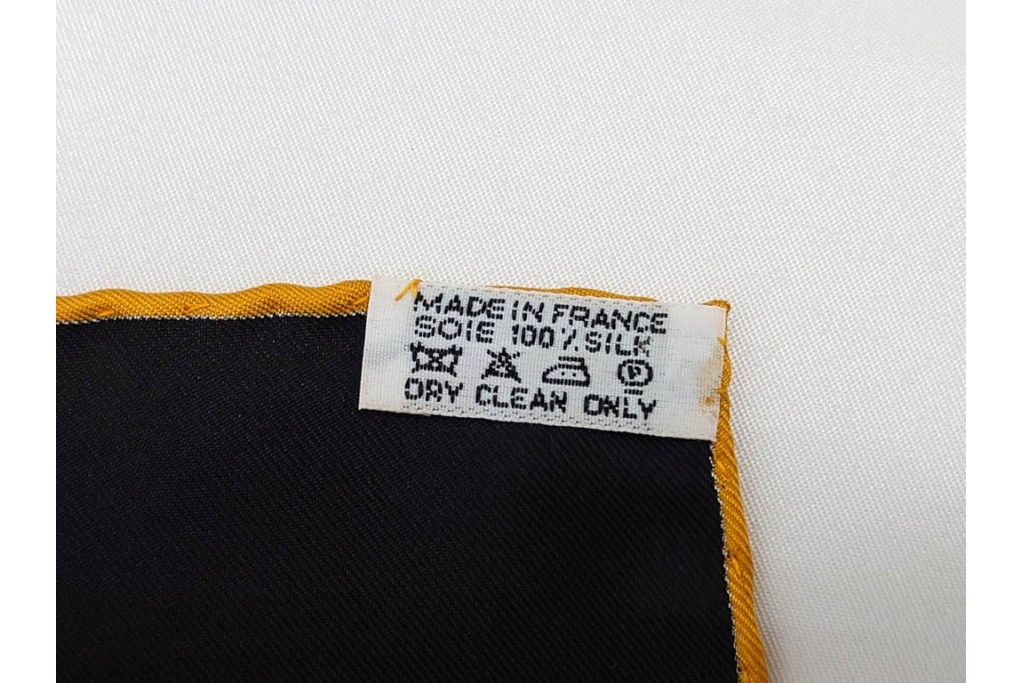 MADE IN FRANCE
SOIE 100% SILK
P
DRY CLEAN ONLY